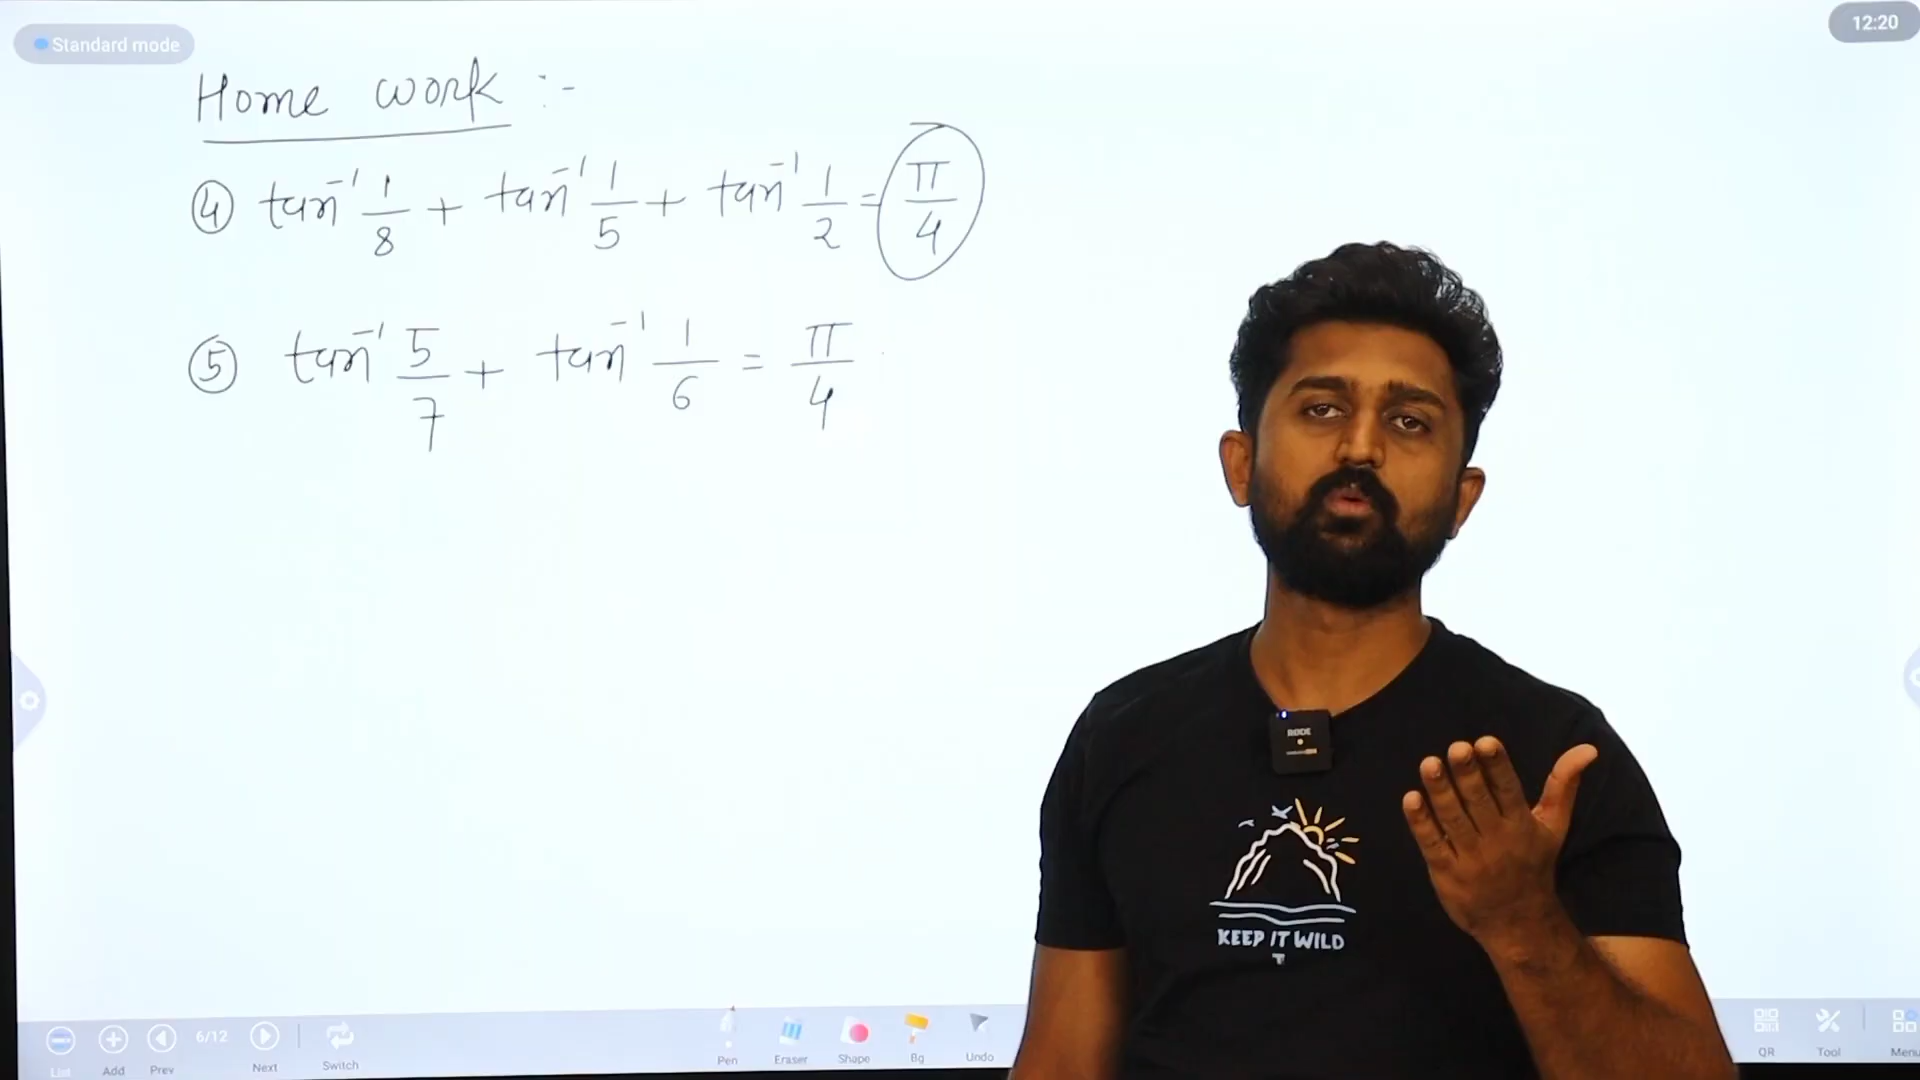 Standard mode
12:20
Home work :-
④ tan⁻¹ 1/8 + tan⁻¹ 1/5 + tan⁻¹ 1/2 = π/4
⑤ tan⁻¹ 5/7 + tan⁻¹ 1/6 = π/4
RØDE
KEEP IT WILD
List
Add
Prev
6/12
Next
Switch
Pen
Eraser
Shape
Bg
Undo
QR
Tool
Menu